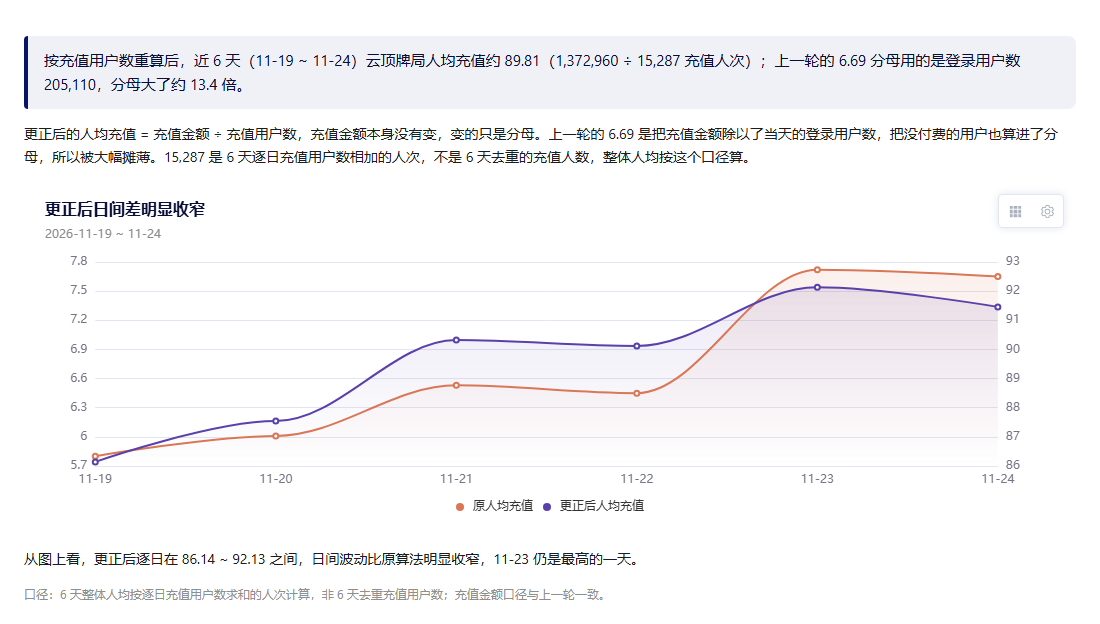 按充值用户数重算后，近 6 天（11-19 ~ 11-24）云顶牌局人均充值约 89.81（1,372,960 ÷ 15,287 充值人次）；上一轮的 6.69 分母用的是登录用户数
205,110，分母大了约 13.4 倍。
更正后的人均充值 = 充值金额 ÷ 充值用户数，充值金额本身没有变，变的只是分母。上一轮的 6.69 是把充值金额除以了当天的登录用户数，把没付费的用户也算进了分
母，所以被大幅摊薄。15,287 是 6 天逐日充值用户数相加的人次，不是 6 天去重的充值人数，整体人均按这个口径算。
更正后日间差明显收窄
2026-11-19 ~ 11-24
7.8 93
7.5 92
7.2 91
6.9 90
6.6 89
6.3 88
6 87
5.7 86
11-19 11-20 11-21 11-22 11-23 11-24
原人均充值 更正后人均充值
从图上看，更正后逐日在 86.14 ~ 92.13 之间，日间波动比原算法明显收窄，11-23 仍是最高的一天。
口径：6 天整体人均按逐日充值用户数求和的人次计算，非 6 天去重充值用户数；充值金额口径与上一轮一致。